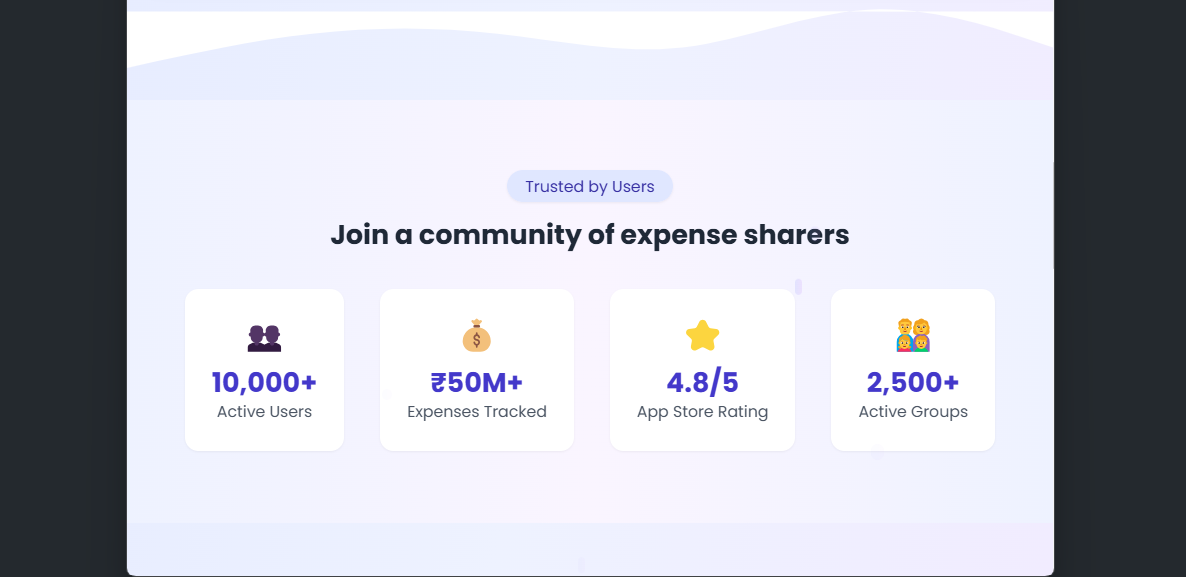 Trusted by Users
Join a community of expense sharers
10,000+
Active Users
₹50M+
Expenses Tracked
4.8/5
App Store Rating
2,500+
Active Groups